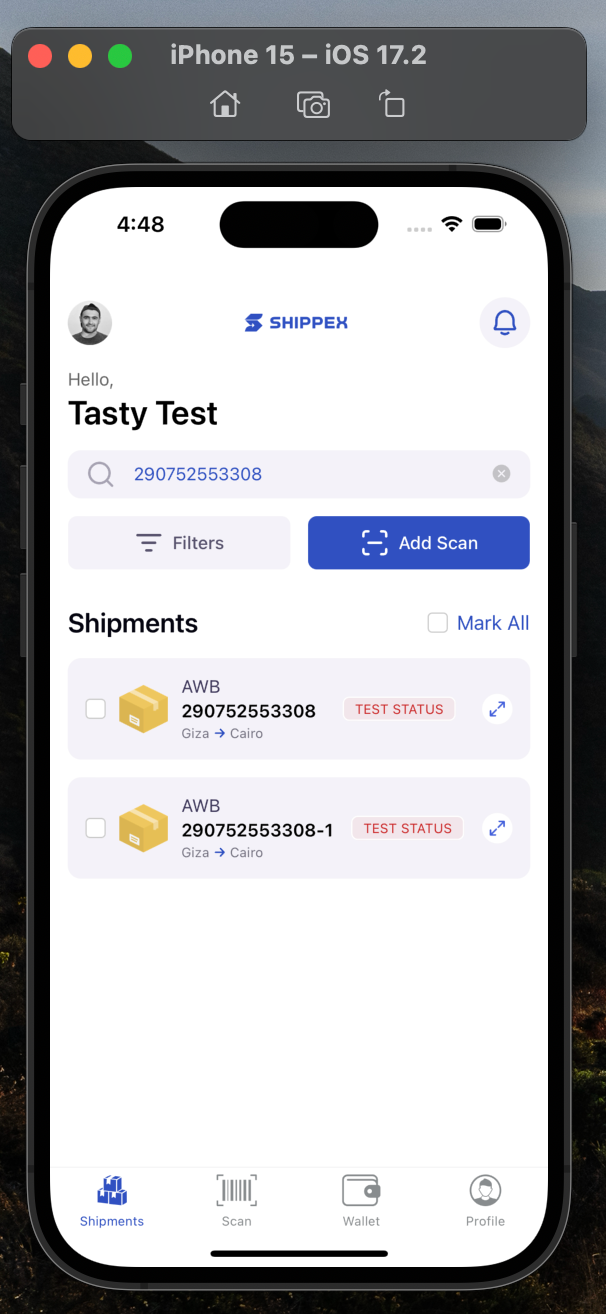 iPhone 15 – iOS 17.2
4:48
SHIPPEX
Hello,
Tasty Test
290752553308
Filters
Add Scan
Shipments
Mark All
AWB
290752553308
TEST STATUS
Giza → Cairo
AWB
290752553308-1
TEST STATUS
Giza → Cairo
Shipments
Scan
Wallet
Profile